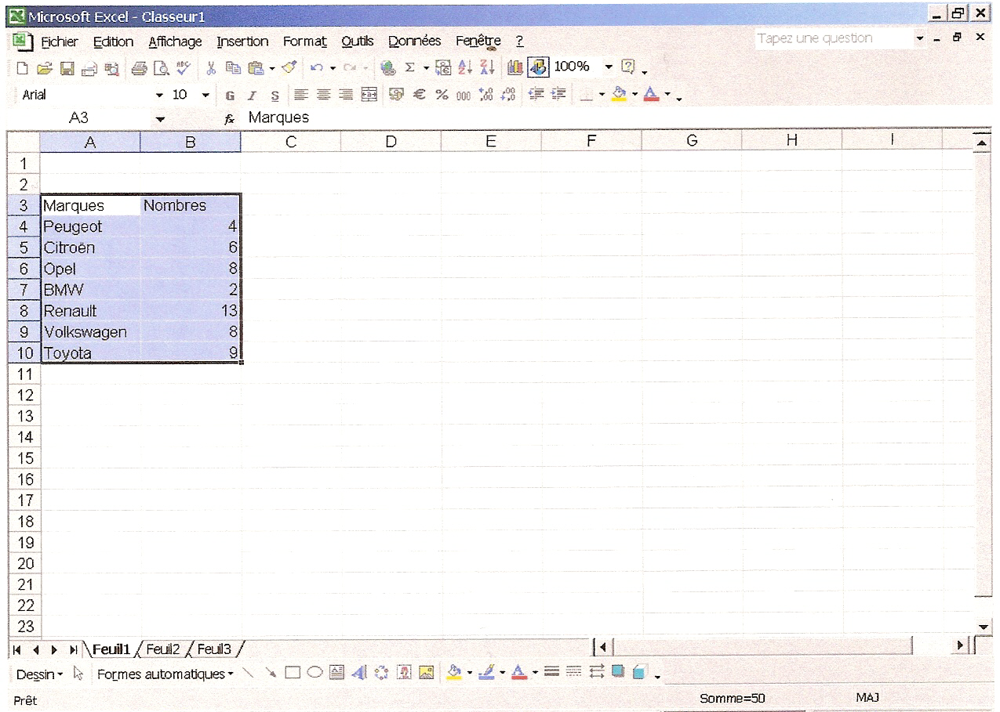 Microsoft Excel - Classeur1
Fichier Edition Affichage Insertion Format Outils Données Fenêtre ? Tapez une question
100%
Arial 10 G I S € % 000
A3 fx Marques
A B C D E F G H I
1
2
3 Marques Nombres
4 Peugeot 4
5 Citroën 6
6 Opel 8
7 BMW 2
8 Renault 13
9 Volkswagen 8
10 Toyota 9
11
12
13
14
15
16
17
18
19
20
21
22
23
Feuil1 Feuil2 Feuil3
Dessin Formes automatiques
Prêt Somme=50 MAJ